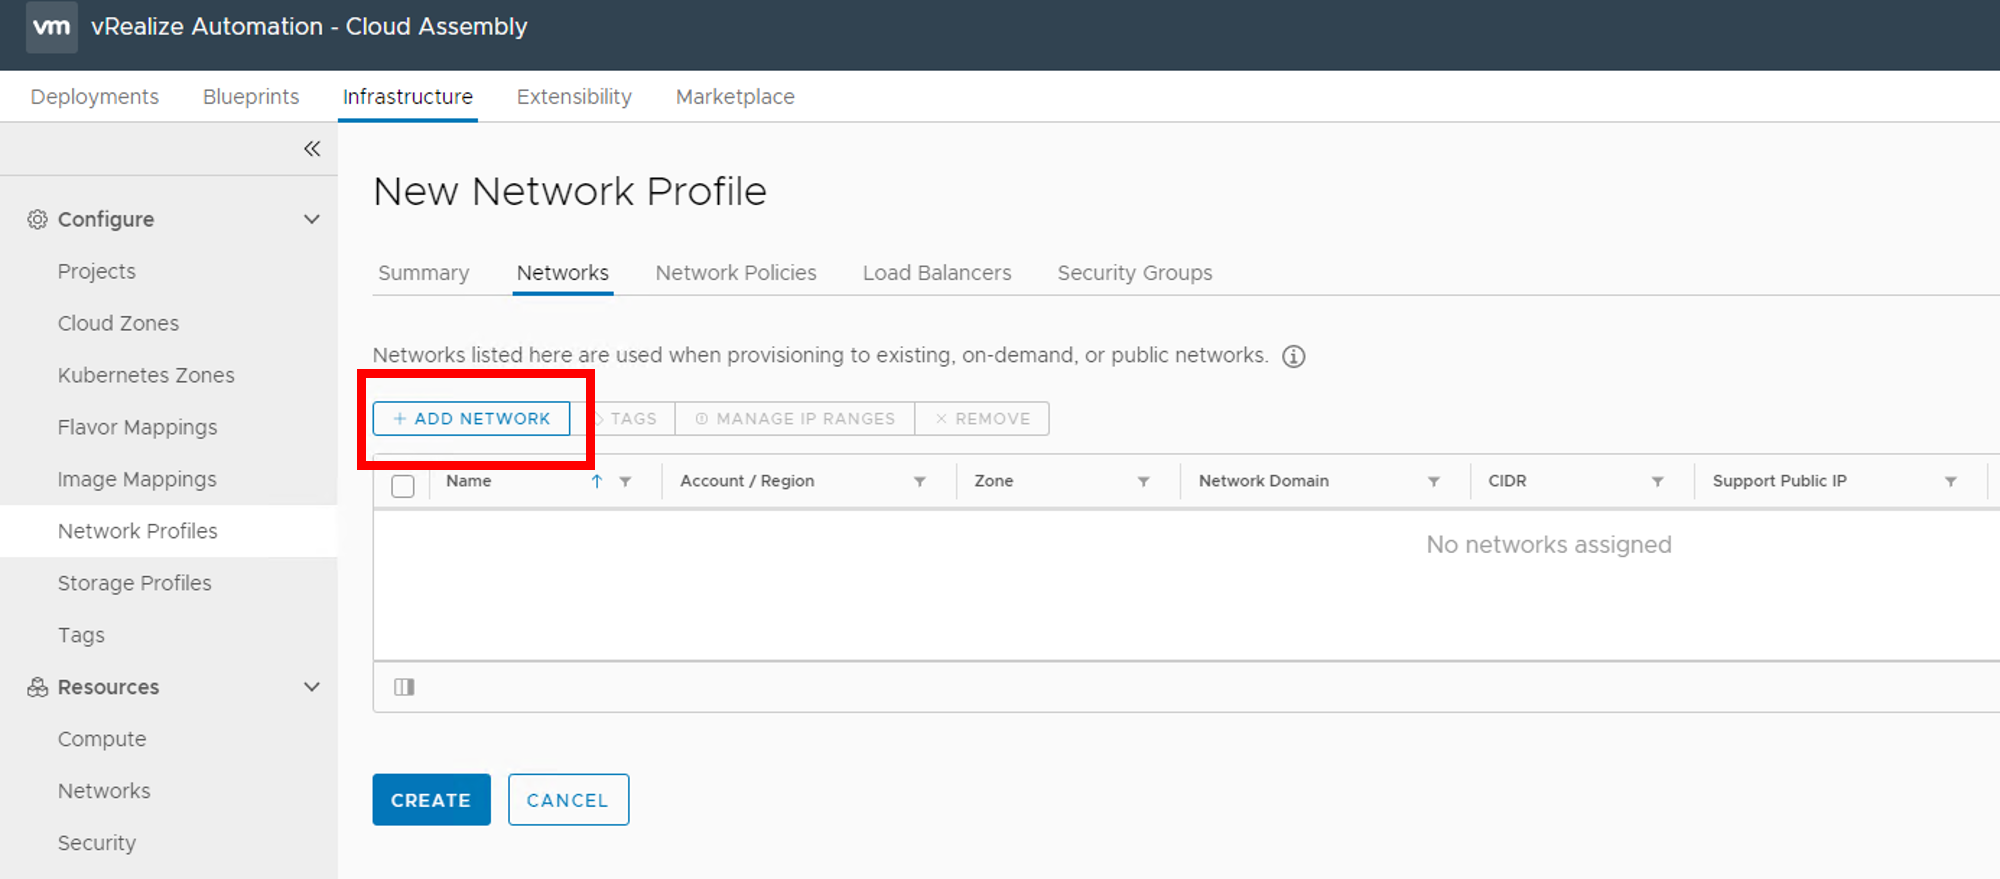 vm vRealize Automation - Cloud Assembly
Deployments Blueprints Infrastructure Extensibility Marketplace
Configure
Projects
Cloud Zones
Kubernetes Zones
Flavor Mappings
Image Mappings
Network Profiles
Storage Profiles
Tags
Resources
Compute
Networks
Security
New Network Profile
Summary Networks Network Policies Load Balancers Security Groups
Networks listed here are used when provisioning to existing, on-demand, or public networks.
+ ADD NETWORK TAGS MANAGE IP RANGES × REMOVE
Name Account / Region Zone Network Domain CIDR Support Public IP
No networks assigned
CREATE CANCEL